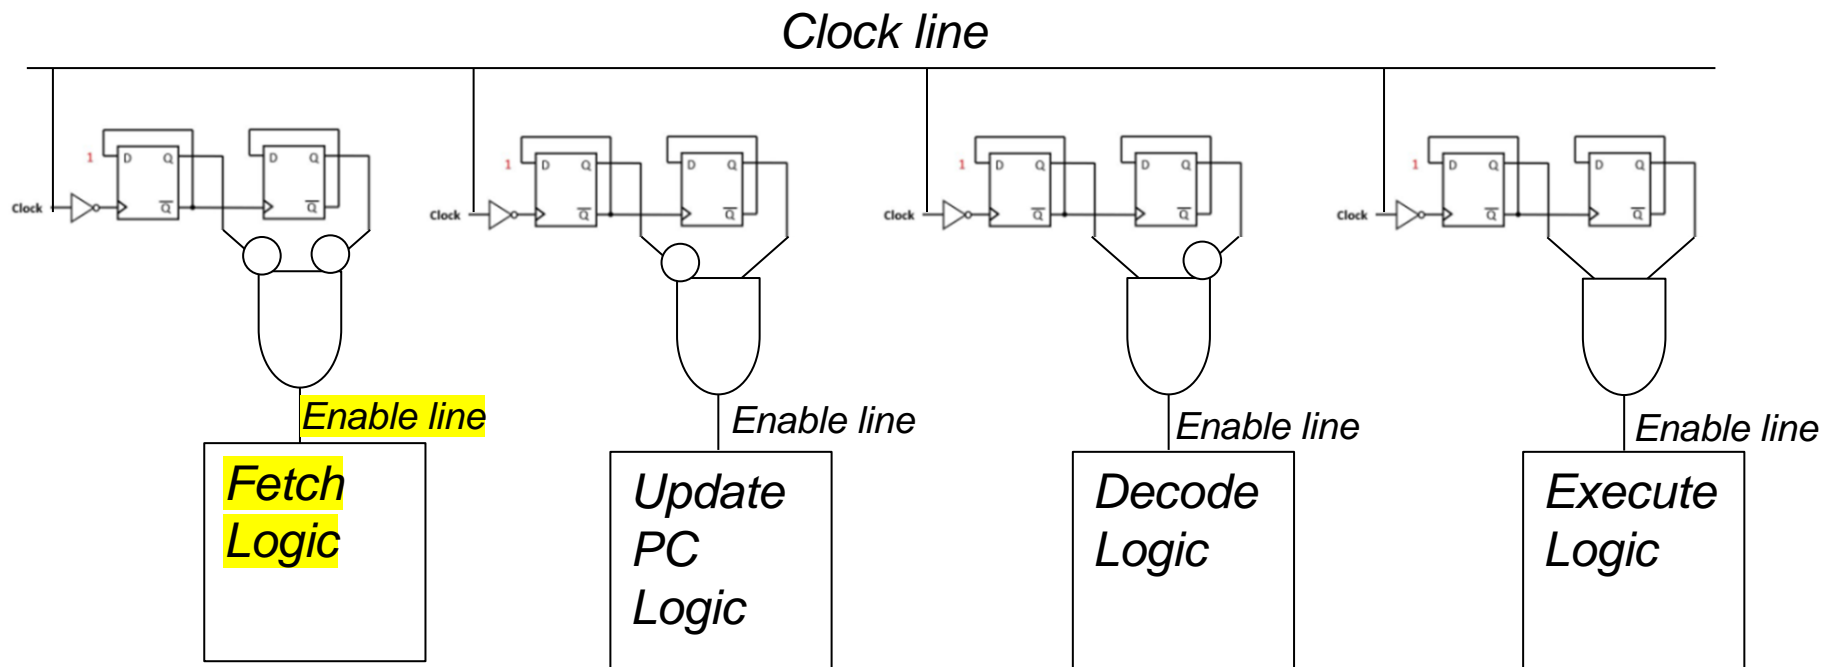 Clock line
1 D Q D Q
Clock Q Q
1 D Q D Q
Clock Q Q
1 D Q D Q
Clock Q Q
1 D Q D Q
Clock Q Q
Enable line
Enable line
Enable line
Enable line
Fetch
Logic
Update
PC
Logic
Decode
Logic
Execute
Logic